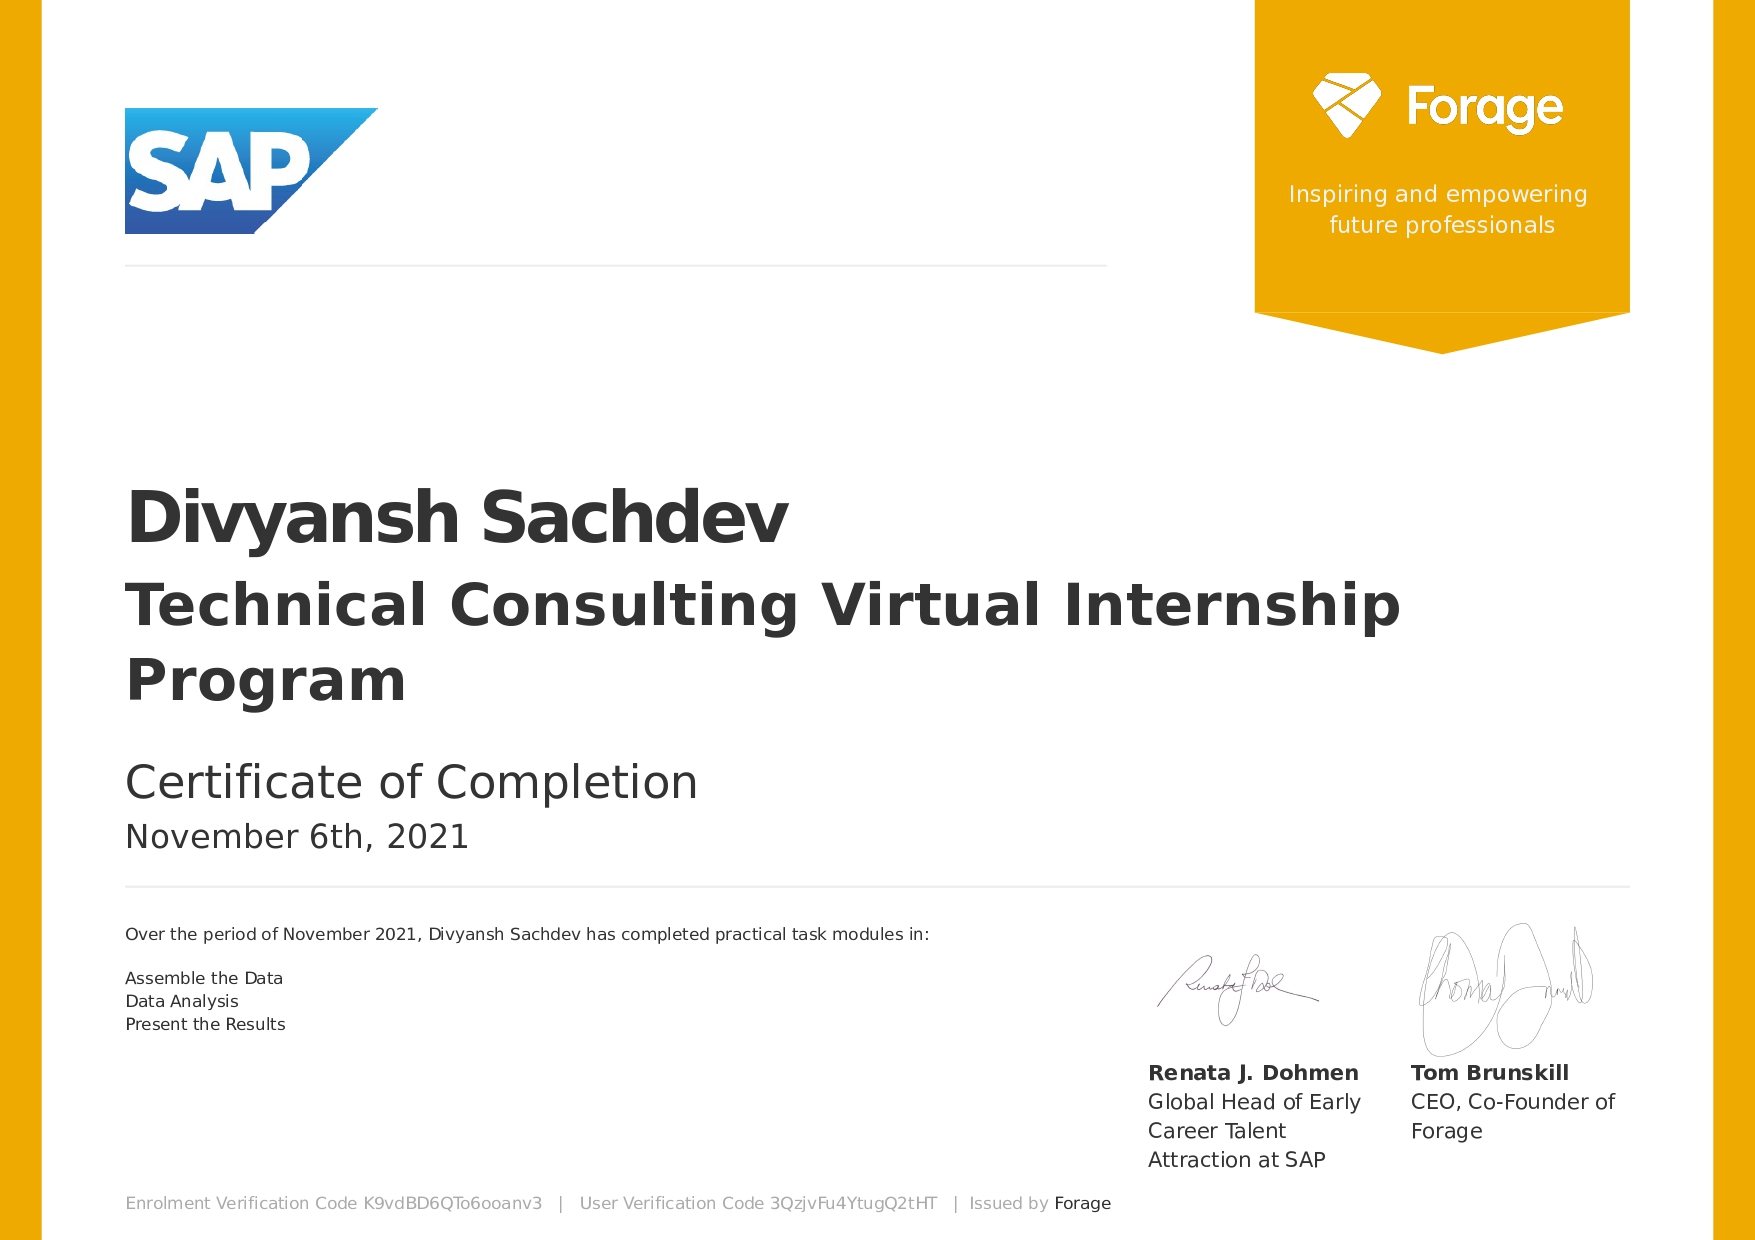 SAP
Forage
Inspiring and empowering
future professionals
Divyansh Sachdev
Technical Consulting Virtual Internship
Program
Certificate of Completion
November 6th, 2021
Over the period of November 2021, Divyansh Sachdev has completed practical task modules in:
Assemble the Data
Data Analysis
Present the Results
Renata J. Dohmen
Global Head of Early
Career Talent
Attraction at SAP
Tom Brunskill
CEO, Co-Founder of
Forage
Enrolment Verification Code K9vdBD6QTo6ooanv3 | User Verification Code 3QzjvFu4YtugQ2tHT | Issued by Forage